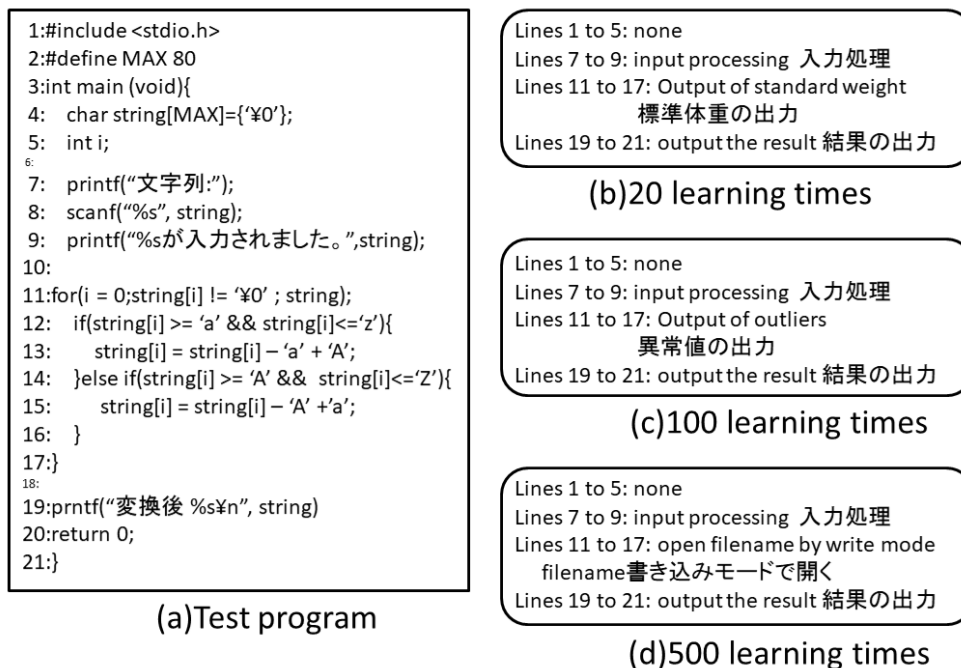 1:#include <stdio.h>
2:#define MAX 80
3:int main (void){
4: char string[MAX]={‘¥0’};
5: int i;
6:
7: printf(“文字列:”);
8: scanf(“%s”, string);
9: printf(“%sが入力されました。”,string);
10:
11:for(i = 0;string[i] != ‘¥0’ ; string);
12: if(string[i] >= ‘a’ && string[i]<=‘z’){
13: string[i] = string[i] – ‘a’ + ‘A’;
14: }else if(string[i] >= ‘A’ && string[i]<=‘Z’){
15: string[i] = string[i] – ‘A’ +’a’;
16: }
17:}
18:
19:prntf(“変換後 %s¥n”, string)
20:return 0;
21:}
(a)Test program
Lines 1 to 5: none
Lines 7 to 9: input processing 入力処理
Lines 11 to 17: Output of standard weight
標準体重の出力
Lines 19 to 21: output the result 結果の出力
(b)20 learning times
Lines 1 to 5: none
Lines 7 to 9: input processing 入力処理
Lines 11 to 17: Output of outliers
異常値の出力
Lines 19 to 21: output the result 結果の出力
(c)100 learning times
Lines 1 to 5: none
Lines 7 to 9: input processing 入力処理
Lines 11 to 17: open filename by write mode
filename書き込みモードで開く
Lines 19 to 21: output the result 結果の出力
(d)500 learning times